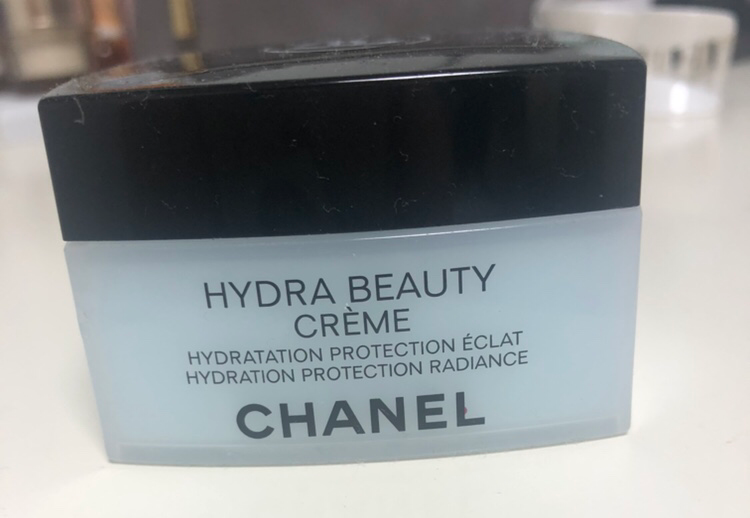 HYDRA BEAUTY
CRÈME
HYDRATATION PROTECTION ÉCLAT
HYDRATION PROTECTION RADIANCE
CHANEL